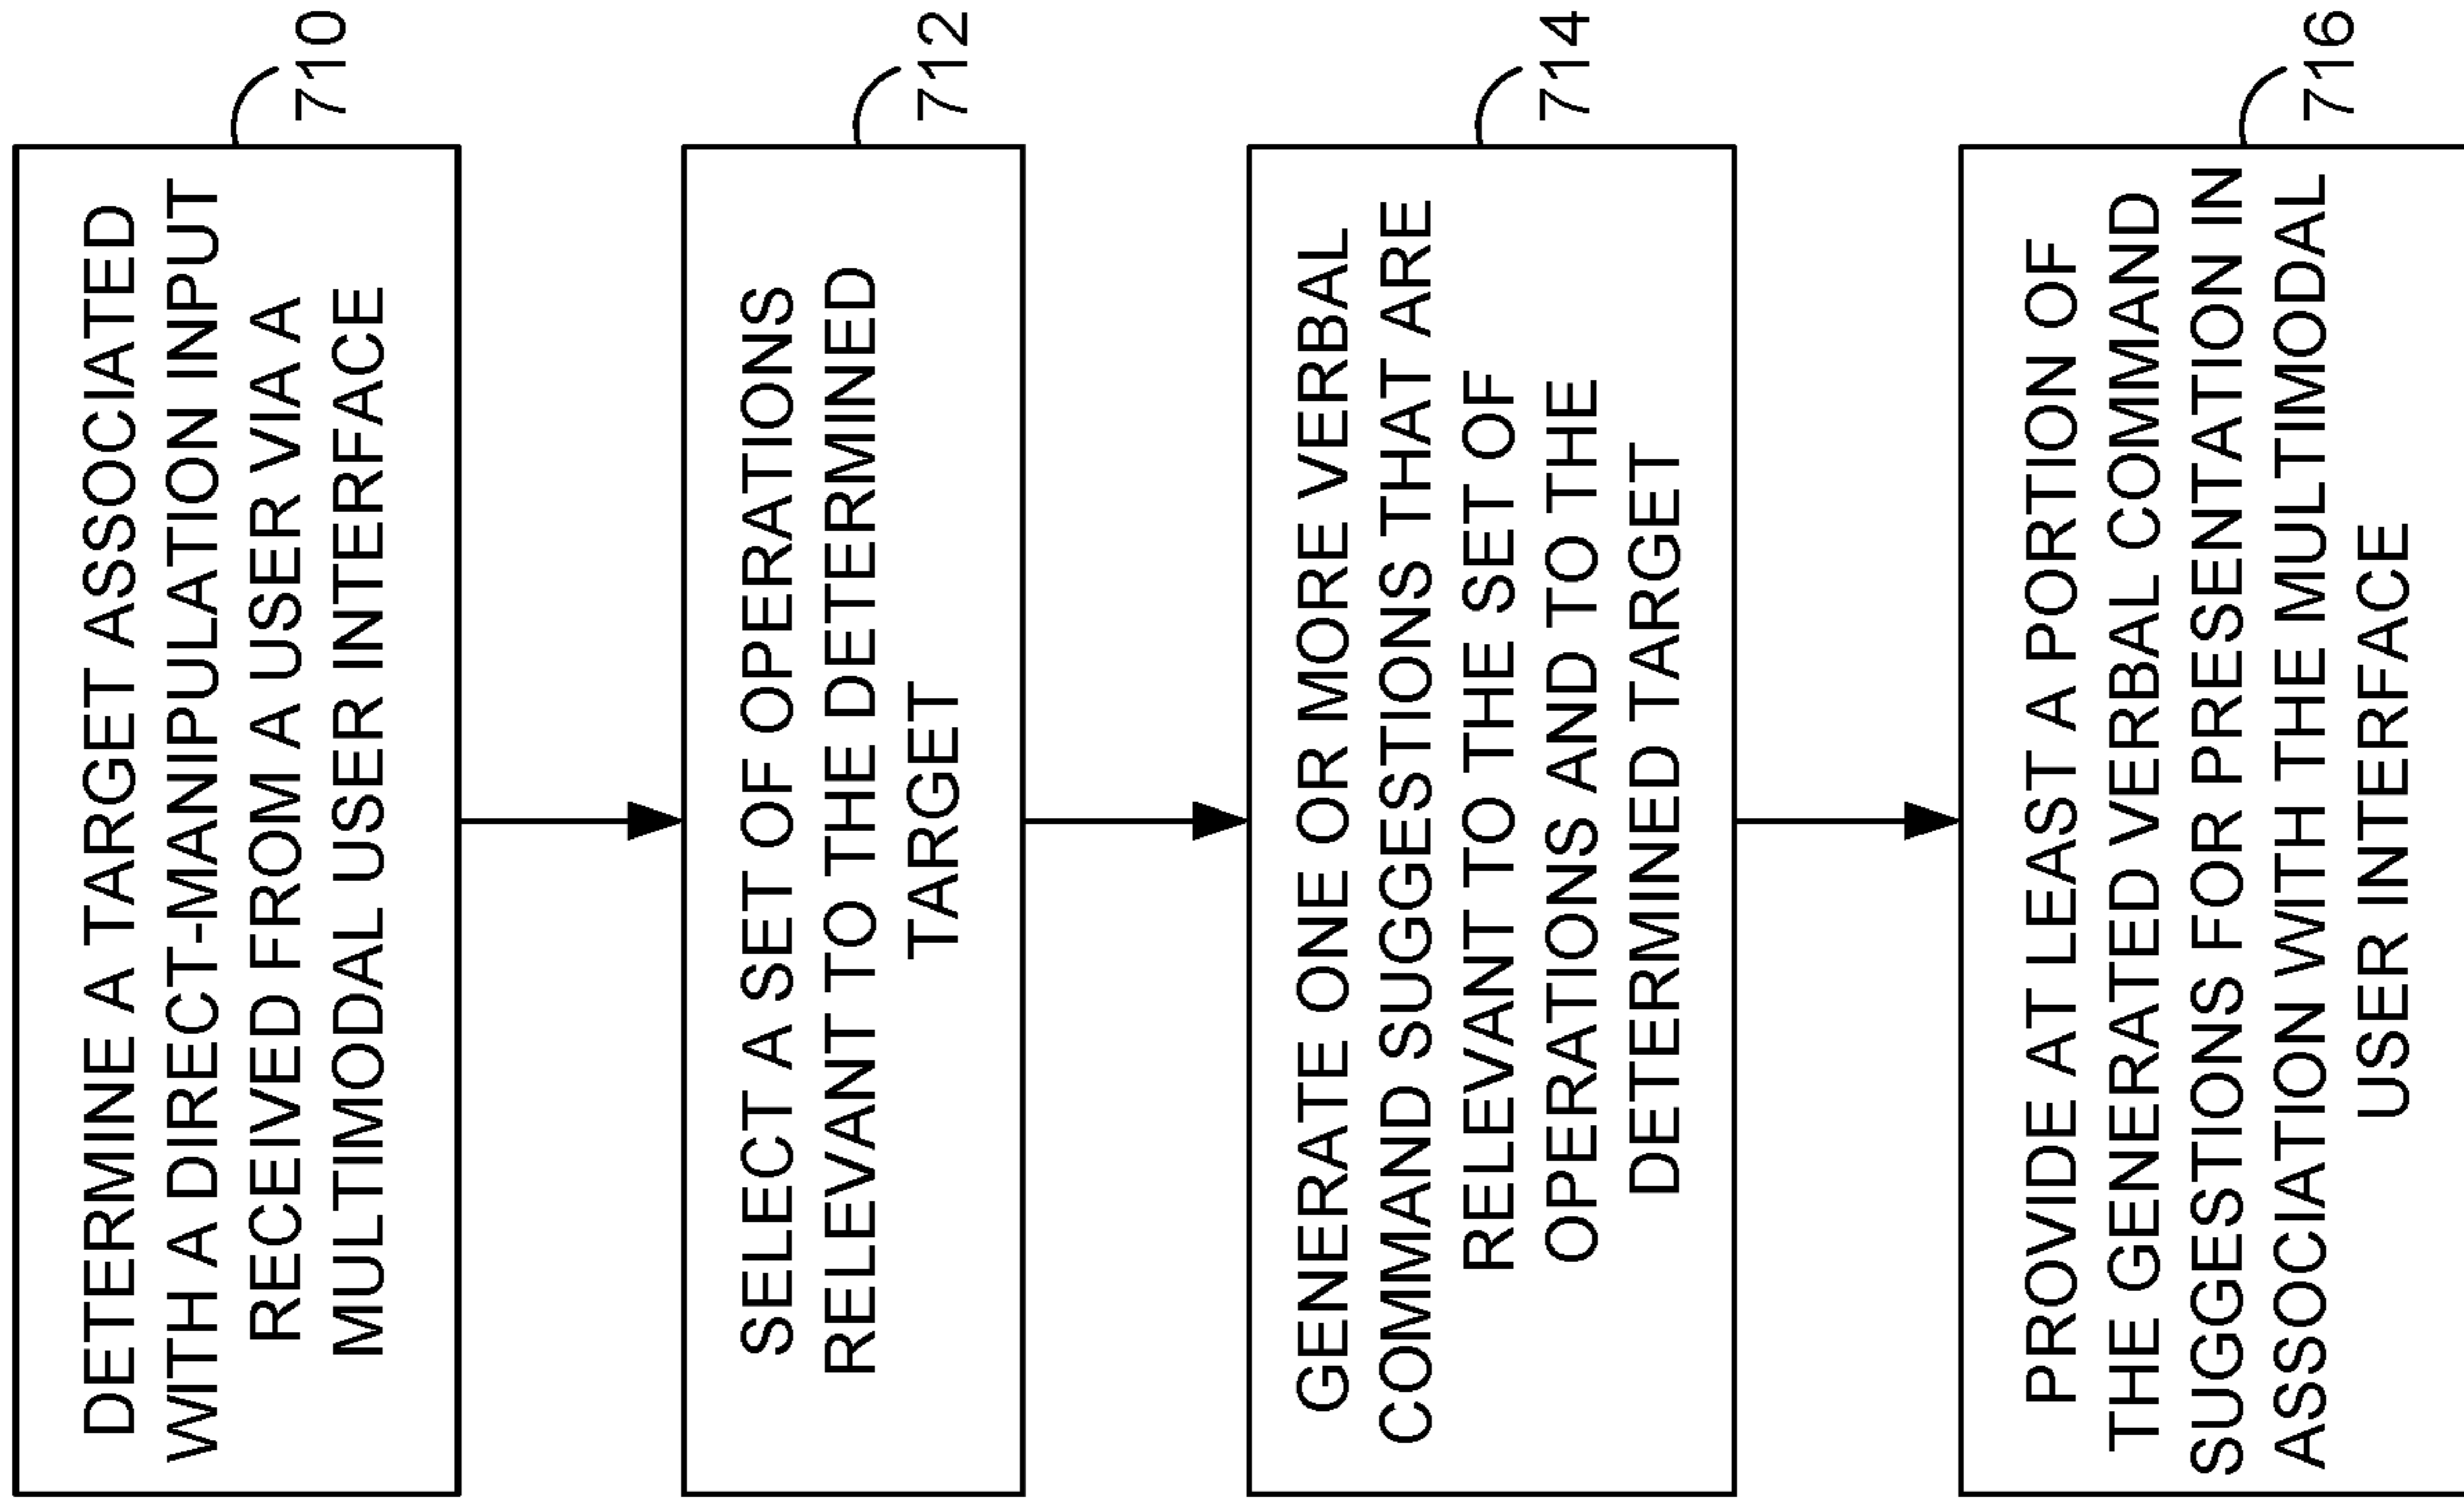 DETERMINE A TARGET ASSOCIATED
WITH A DIRECT-MANIPULATION INPUT
RECEIVED FROM A USER VIA A
MULTIMODAL USER INTERFACE
710
SELECT A SET OF OPERATIONS
RELEVANT TO THE DETERMINED
TARGET
712
GENERATE ONE OR MORE VERBAL
COMMAND SUGGESTIONS THAT ARE
RELEVANT TO THE SET OF
OPERATIONS AND TO THE
DETERMINED TARGET
714
PROVIDE AT LEAST A PORTION OF
THE GENERATED VERBAL COMMAND
SUGGESTIONS FOR PRESENTATION IN
ASSOCIATION WITH THE MULTIMODAL
USER INTERFACE
716